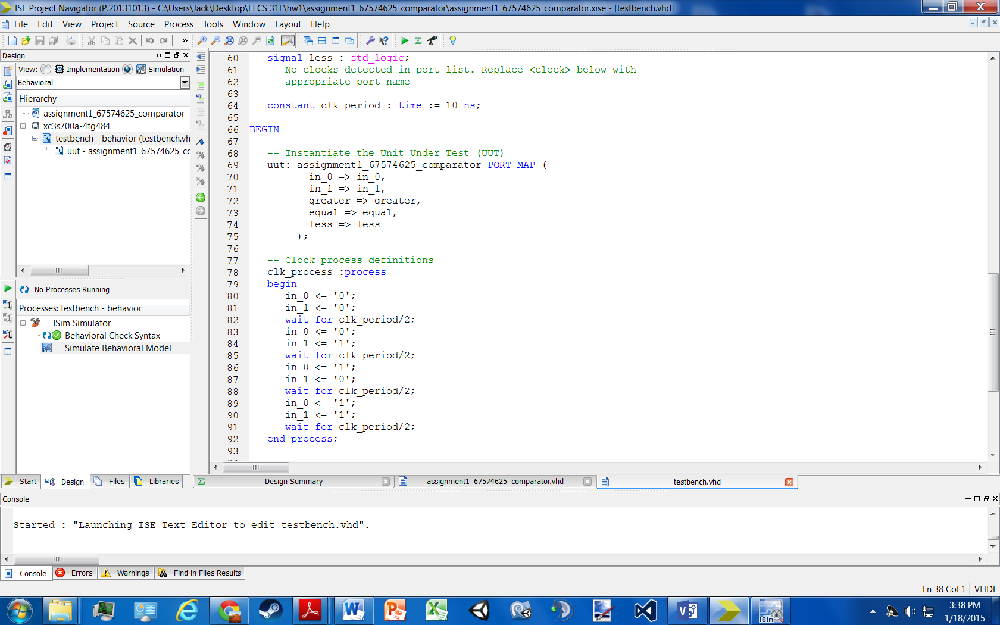 ISE Project Navigator (P.20131013) - C:\Users\Jack\Desktop\EECS 31L\hw1\assignment1_67574625_comparator\assignment1_67574625_comparator.xise - [testbench.vhd]
File Edit View Project Source Process Tools Window Layout Help
Design
View: Implementation Simulation
Behavioral
Hierarchy
assignment1_67574625_comparator
xc3s700a-4fg484
testbench - behavior (testbench.vh
uut - assignment1_67574625_cc
No Processes Running
Processes: testbench - behavior
ISim Simulator
Behavioral Check Syntax
Simulate Behavioral Model
Start Design Files Libraries
60 signal less : std_logic;
61 -- No clocks detected in port list. Replace <clock> below with
62 -- appropriate port name
63
64 constant clk_period : time := 10 ns;
65
66 BEGIN
67
68 -- Instantiate the Unit Under Test (UUT)
69 uut: assignment1_67574625_comparator PORT MAP (
70 in_0 => in_0,
71 in_1 => in_1,
72 greater => greater,
73 equal => equal,
74 less => less
75 );
76
77 -- Clock process definitions
78 clk_process :process
79 begin
80 in_0 <= '0';
81 in_1 <= '0';
82 wait for clk_period/2;
83 in_0 <= '0';
84 in_1 <= '1';
85 wait for clk_period/2;
86 in_0 <= '1';
87 in_1 <= '0';
88 wait for clk_period/2;
89 in_0 <= '1';
90 in_1 <= '1';
91 wait for clk_period/2;
92 end process;
93
Design Summary assignment1_67574625_comparator.vhd testbench.vhd
Console
Started : "Launching ISE Text Editor to edit testbench.vhd".
Console Errors Warnings Find in Files Results
Ln 38 Col 1 VHDL
3:38 PM
1/18/2015